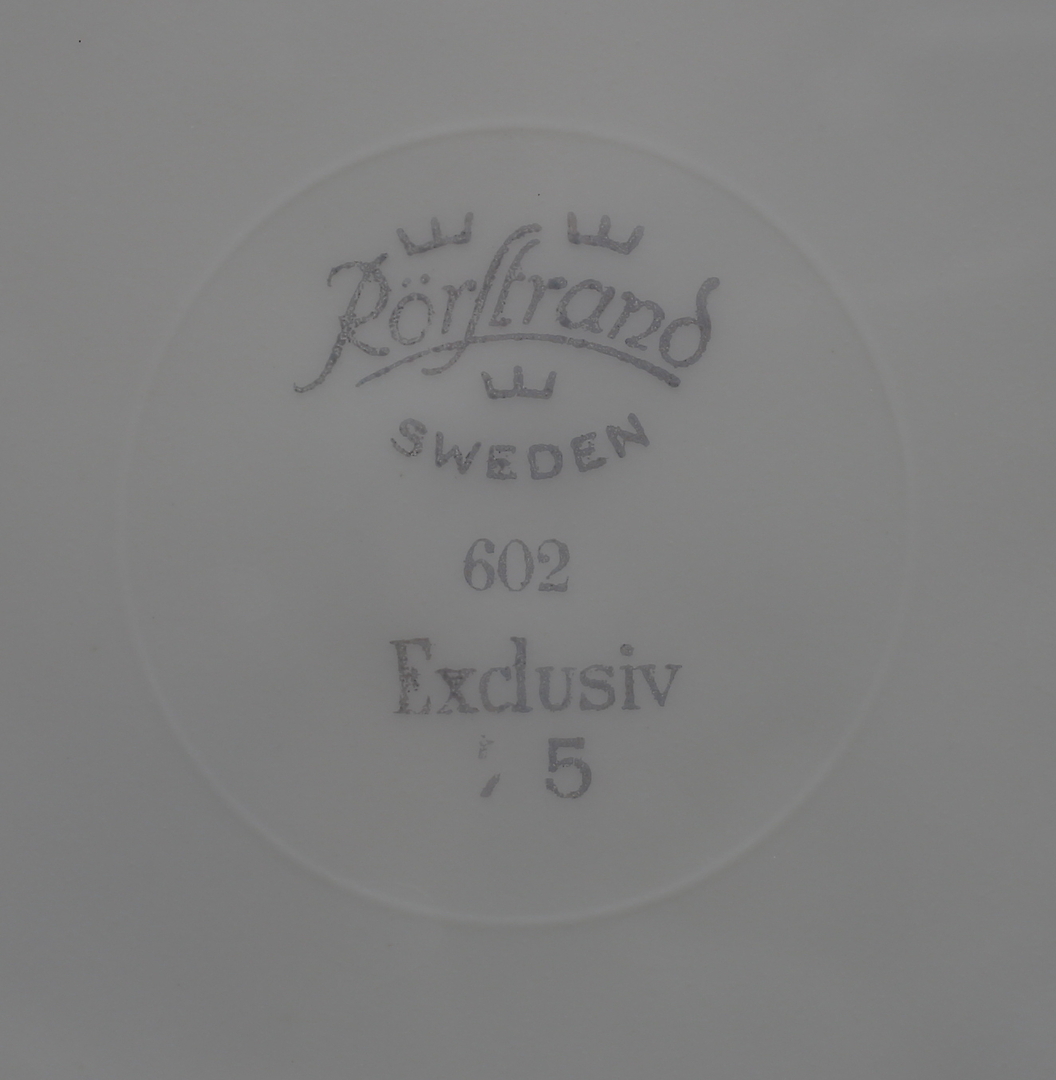 Rörstrand
SWEDEN
602
Exclusiv
5